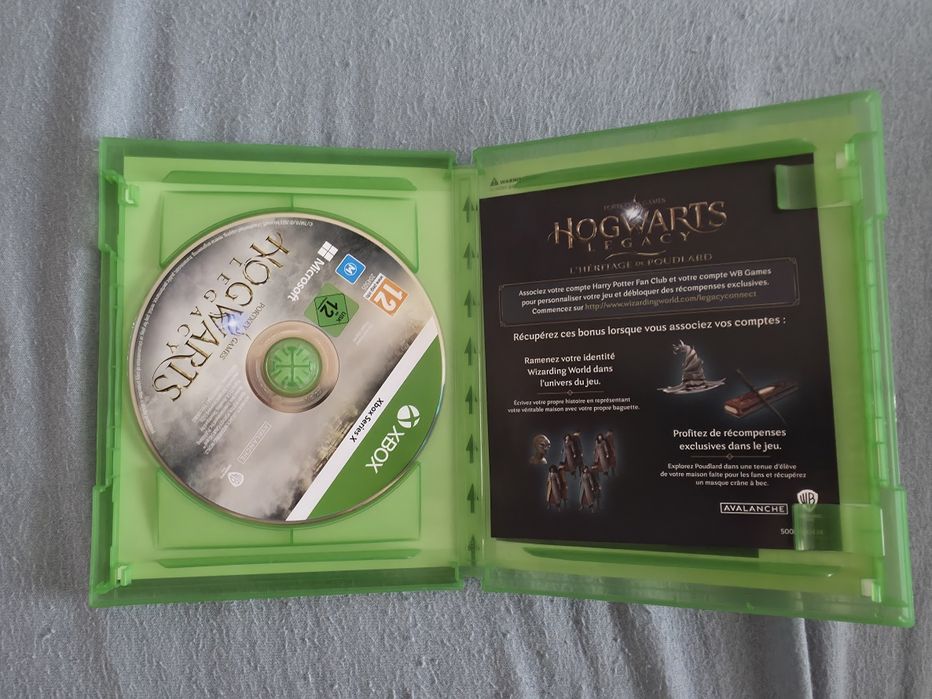 HOGWARTS
LEGACY
PORTKEY GAMES
Microsoft
12
USK
12
Xbox Series X
XBOX
AVALANCHE
WB
WARNING
PORTKEY GAMES
HOGWARTS
LEGACY
L'HÉRITAGE DE POUDLARD
Associez votre compte Harry Potter Fan Club et votre compte WB Games
pour personnaliser votre jeu et débloquer des récompenses exclusives.
Commencez sur http://www.wizardingworld.com/legacyconnect
Récupérez ces bonus lorsque vous associez vos comptes :
Ramenez votre identité
Wizarding World dans
l'univers du jeu.
Écrivez votre propre histoire en représentant
votre véritable maison avec votre propre baguette.
Profitez de récompenses
exclusives dans le jeu.
Explorez Poudlard dans une tenue d'élève
de votre maison faite pour les fans et récupérez
un masque crâne à bec.
AVALANCHE
WB